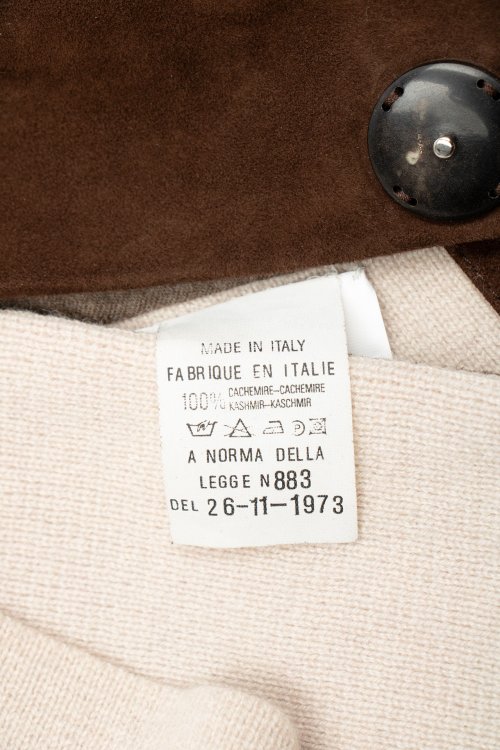 MADE IN ITALY
FABRIQUE EN ITALIE
100% CACHEMIRE-CACHEMIRE
KASHMIR-KASCHMIR
A NORMA DELLA
LEGGE N 883
DEL 26-11-1973